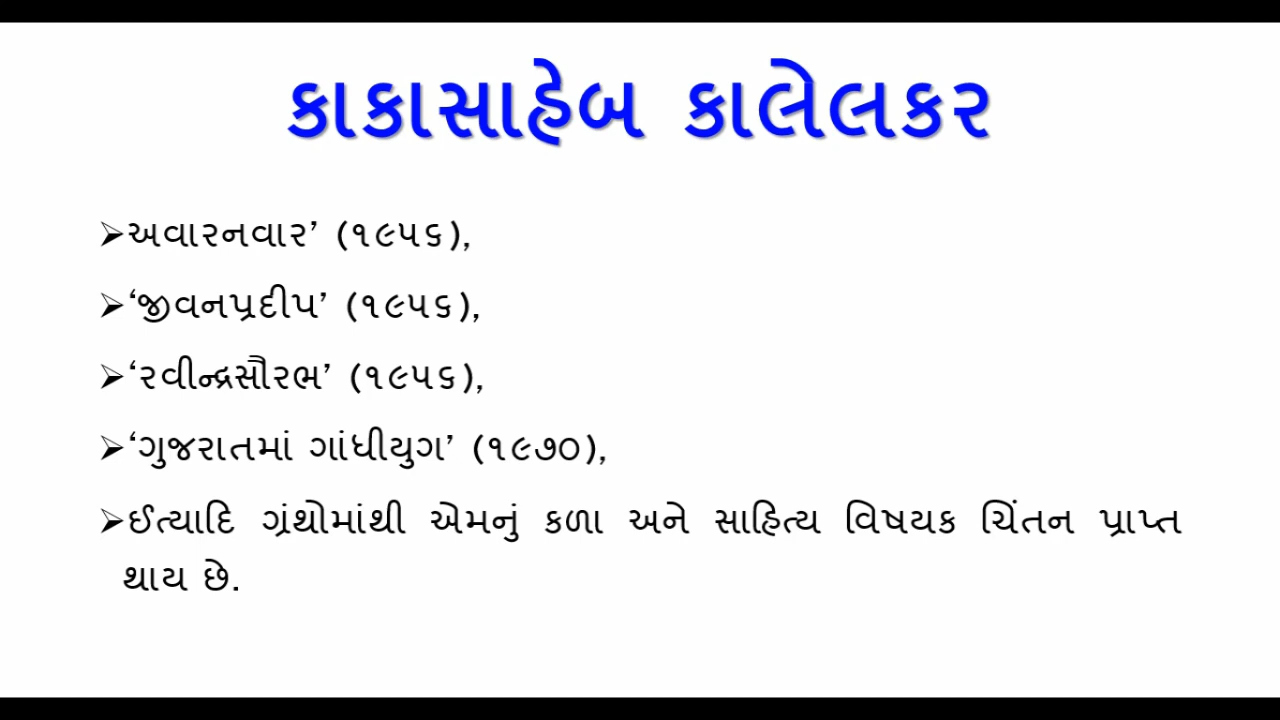 કાકાસાહેબ કાલેલકર
➢અવારનવાર’ (૧૯૫૬),
➢‘જીવનપ્રદીપ’ (૧૯૫૬),
➢‘રવીન્દ્રસૌરભ’ (૧૯૫૬),
➢‘ગુજરાતમાં ગાંધીયુગ’ (૧૯૭૦),
➢ઈત્યાદિ ગ્રંથોમાંથી એમનું કળા અને સાહિત્ય વિષયક ચિંતન પ્રાપ્ત
થાય છે.